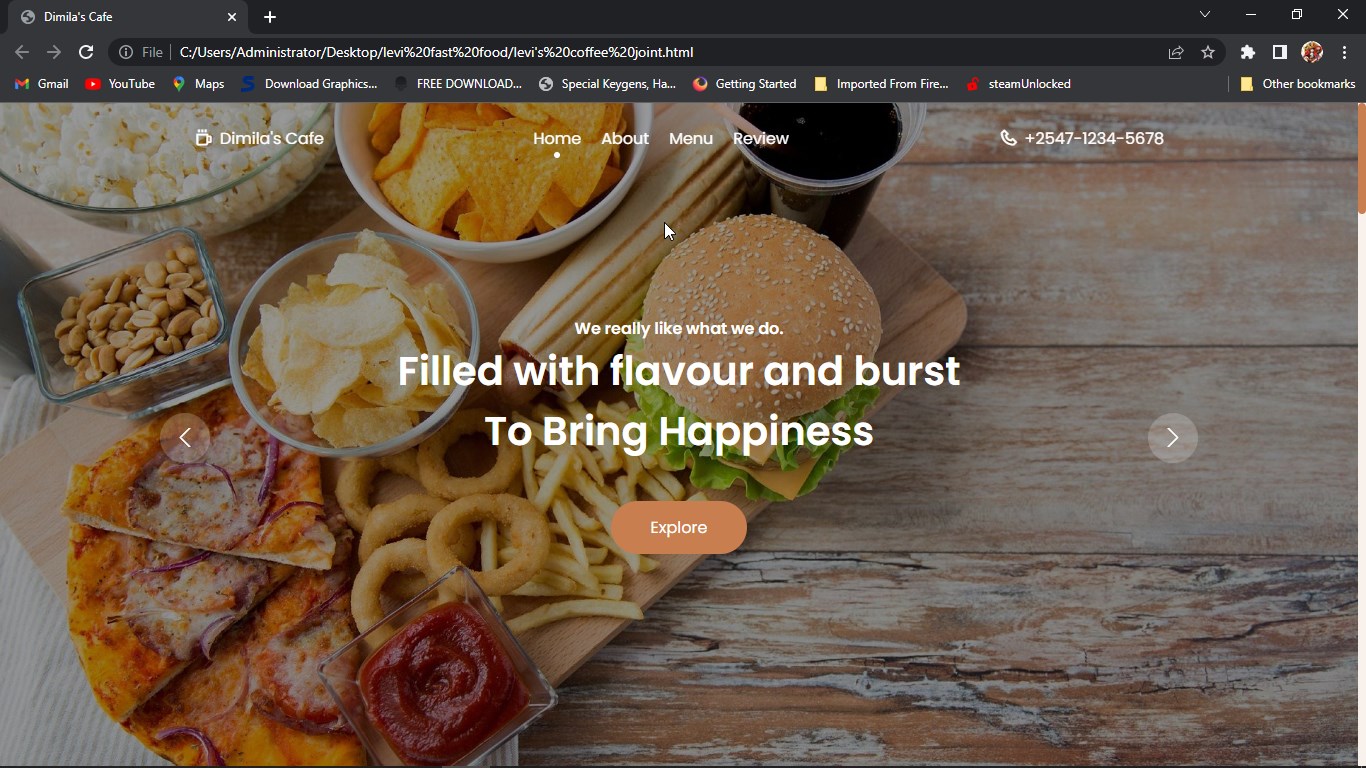 Dimila's Cafe
File
C:/Users/Administrator/Desktop/levi%20fast%20food/levi's%20coffee%20joint.html
Gmail
YouTube
Maps
Download Graphics...
FREE DOWNLOAD...
Special Keygens, Ha...
Getting Started
Imported From Fire...
steamUnlocked
Other bookmarks
Dimila's Cafe
Home
About
Menu
Review
+2547-1234-5678
We really like what we do.
Filled with flavour and burst
To Bring Happiness
Explore